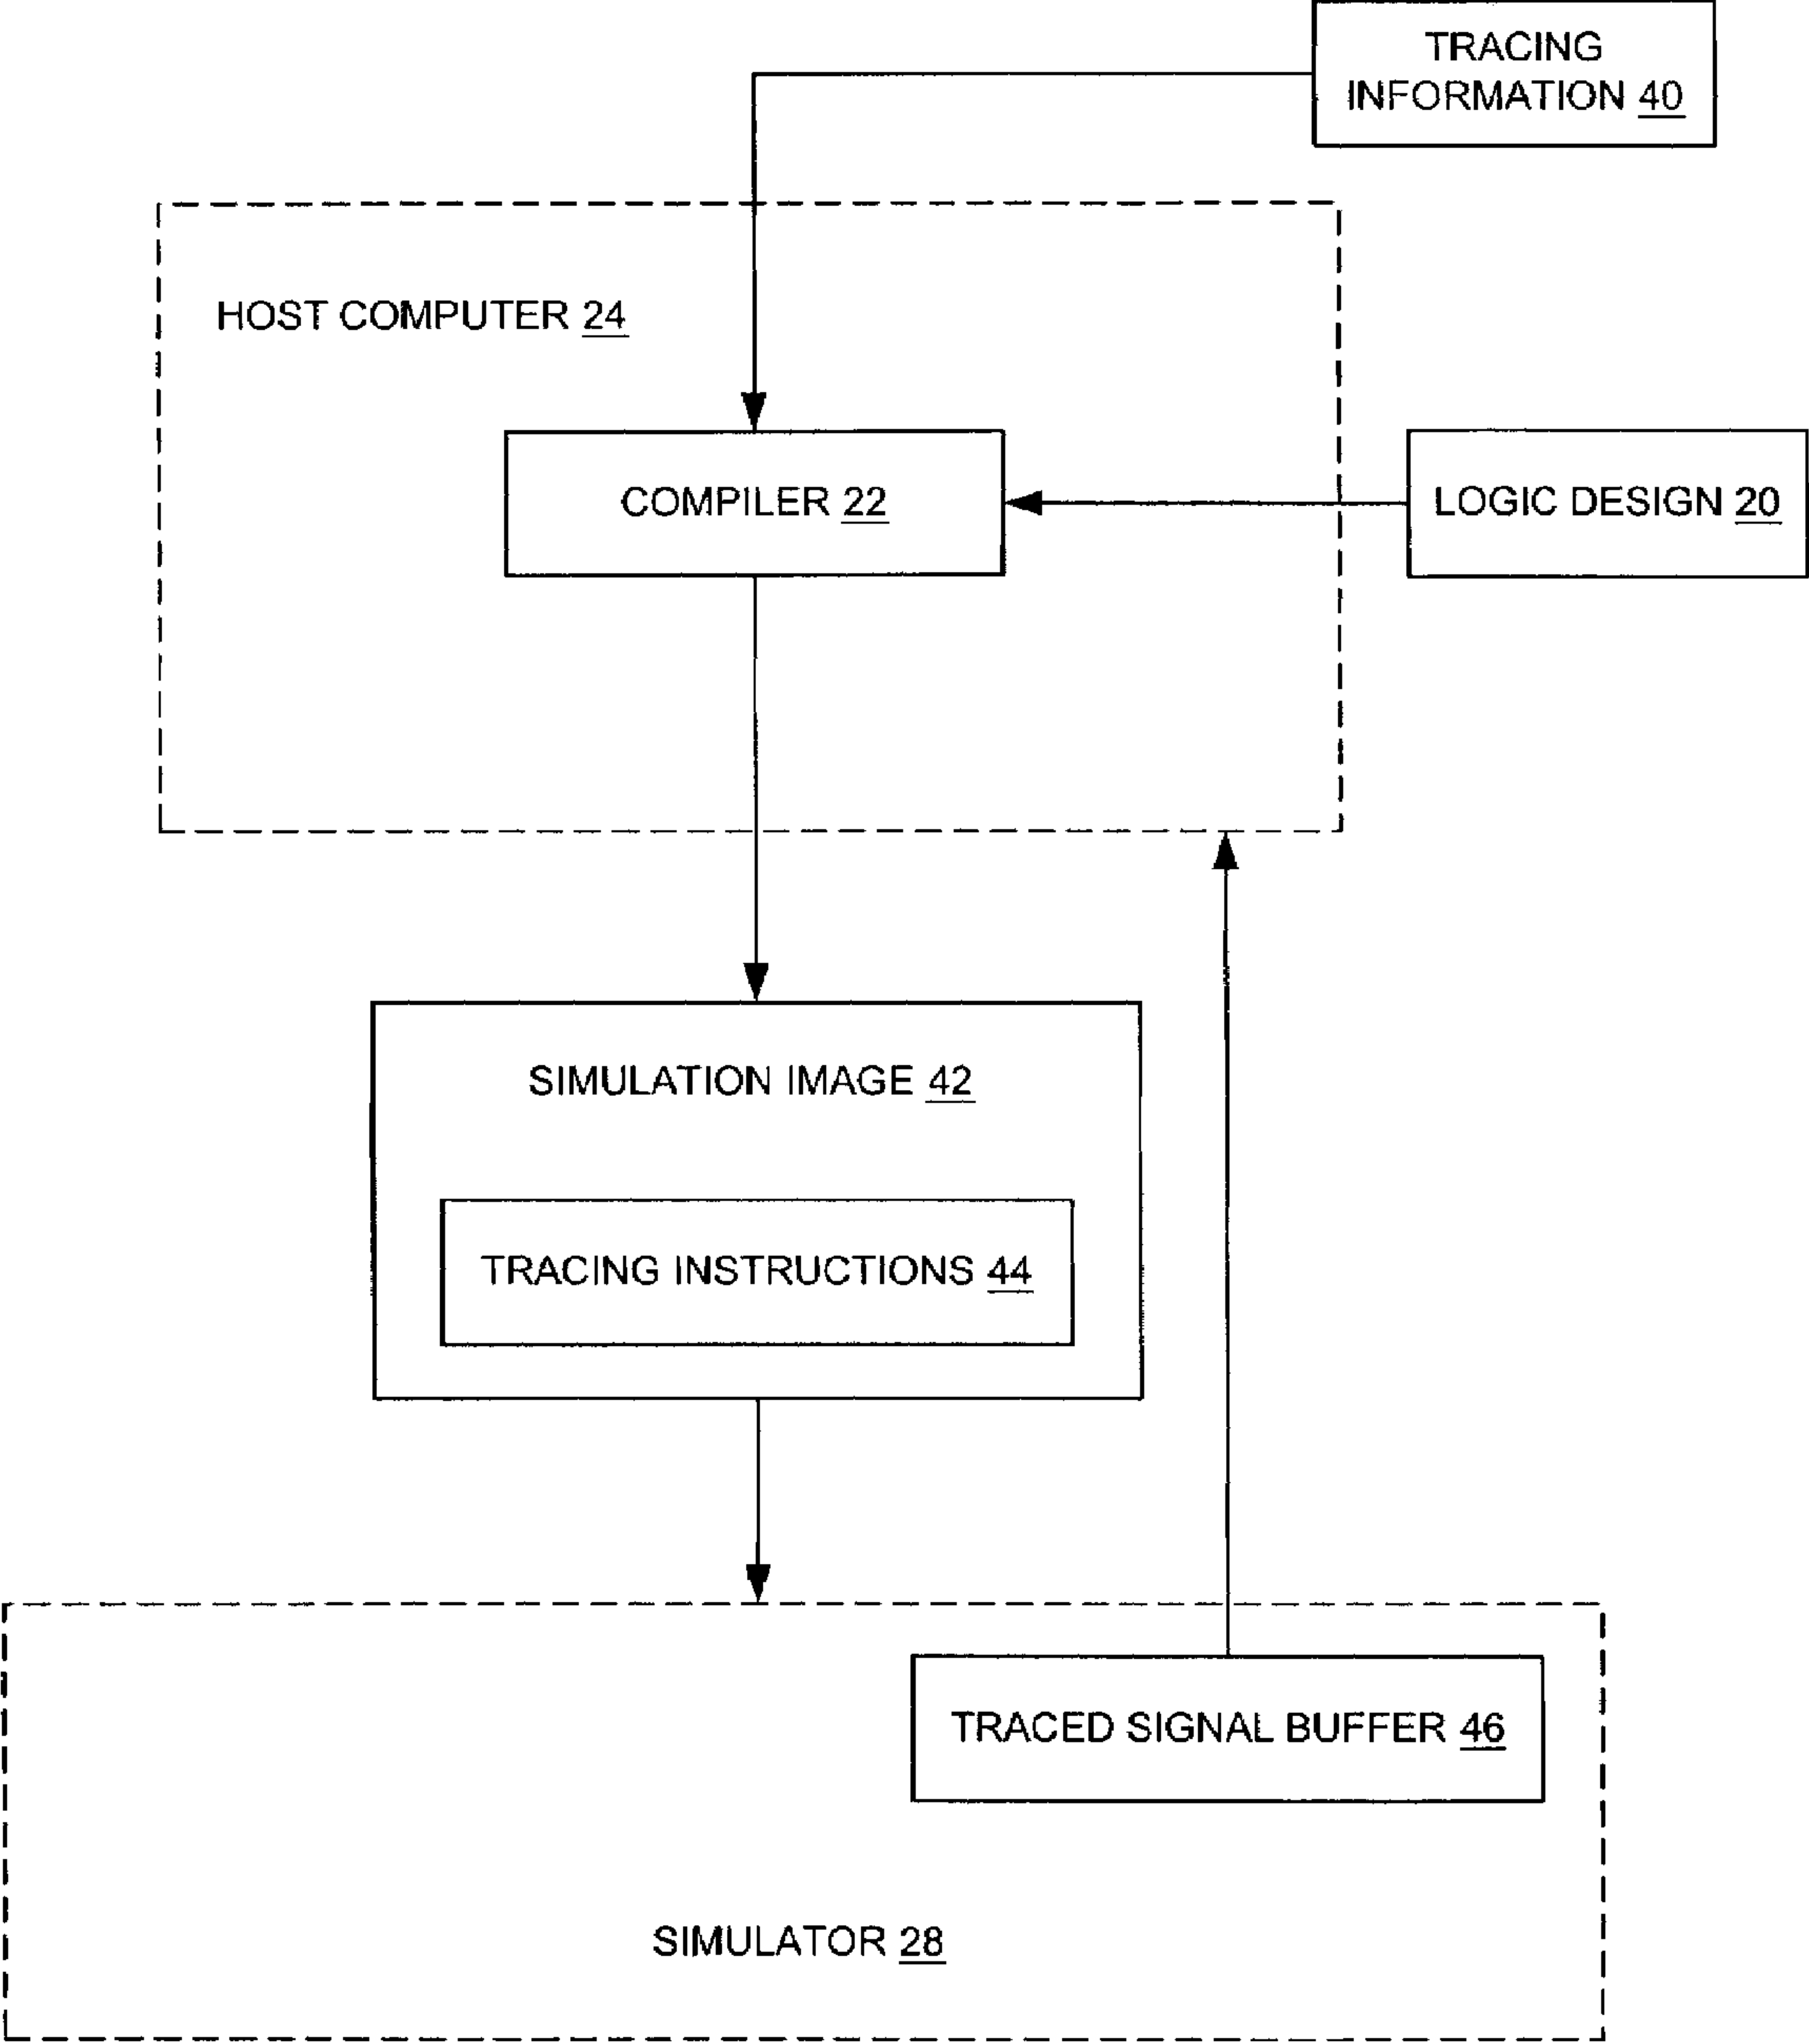 TRACING
INFORMATION 40
HOST COMPUTER 24
COMPILER 22
LOGIC DESIGN 20
SIMULATION IMAGE 42
TRACING INSTRUCTIONS 44
TRACED SIGNAL BUFFER 46
SIMULATOR 28